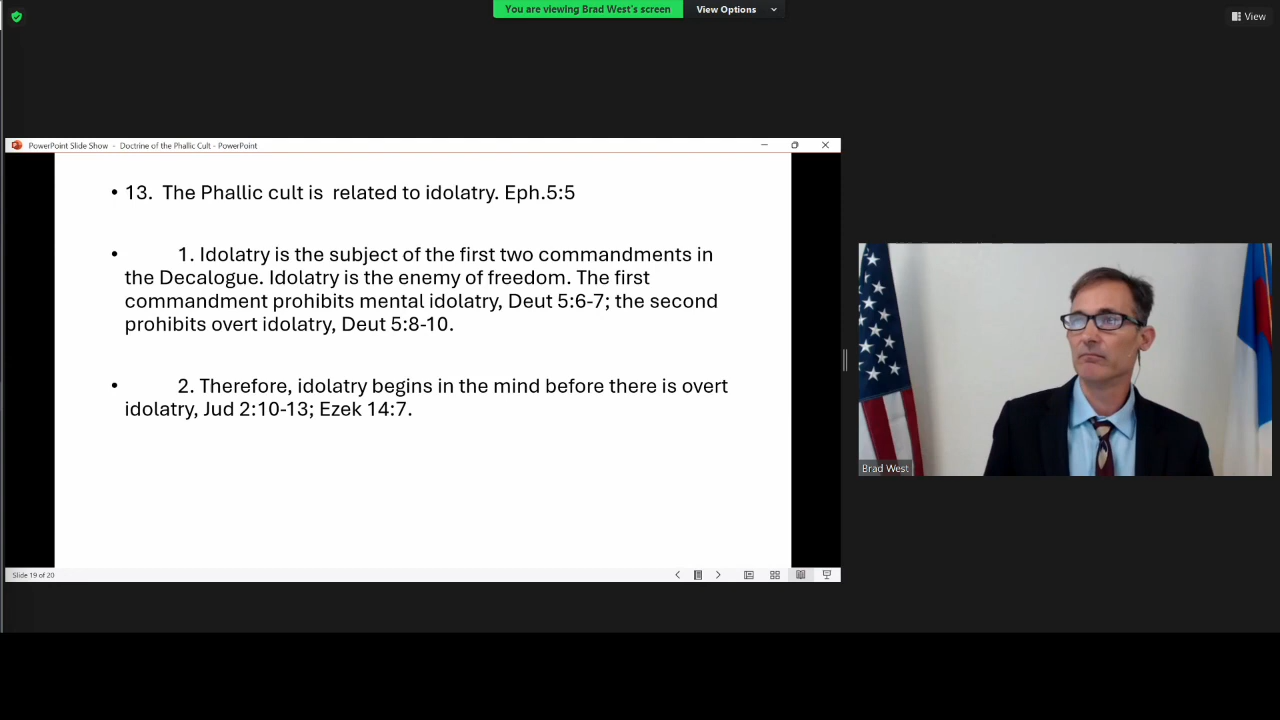 You are viewing Brad West's screen
View Options
View
PowerPoint Slide Show - Doctrine of the Phallic Cult - PowerPoint
• 13. The Phallic cult is related to idolatry. Eph.5:5
• 1. Idolatry is the subject of the first two commandments in
the Decalogue. Idolatry is the enemy of freedom. The first
commandment prohibits mental idolatry, Deut 5:6-7; the second
prohibits overt idolatry, Deut 5:8-10.
• 2. Therefore, idolatry begins in the mind before there is overt
idolatry, Jud 2:10-13; Ezek 14:7.
Slide 19 of 20
Brad West